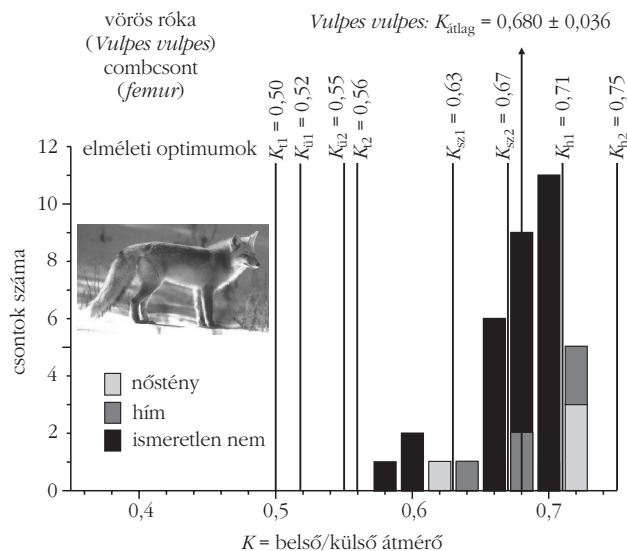 vörös róka
(Vulpes vulpes)
combcsont
(femur)
Vulpes vulpes: Kátlag = 0,680 ± 0,036
elméleti optimumok
Kt1 = 0,50
Kü1 = 0,52
Kü2 = 0,55
Kt2 = 0,56
Ksz1 = 0,63
Ksz2 = 0,67
Kh1 = 0,71
Kh2 = 0,75
csontok száma
12
10
8
6
4
2
0
nőstény
hím
ismeretlen nem
0,4 0,5 0,6 0,7
K = belső/külső átmérő